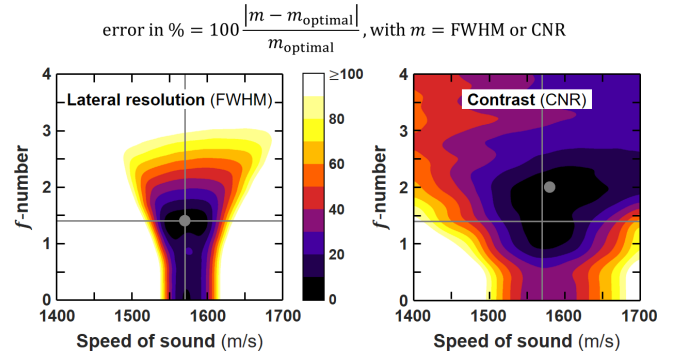 error in % = 100 |m − m_optimal| / m_optimal , with m = FWHM or CNR
Lateral resolution (FWHM)
f-number
4
3
2
1
0
1400 1500 1600 1700
Speed of sound (m/s)
≥100
80
60
40
20
0
Contrast (CNR)
f-number
4
3
2
1
0
1400 1500 1600 1700
Speed of sound (m/s)